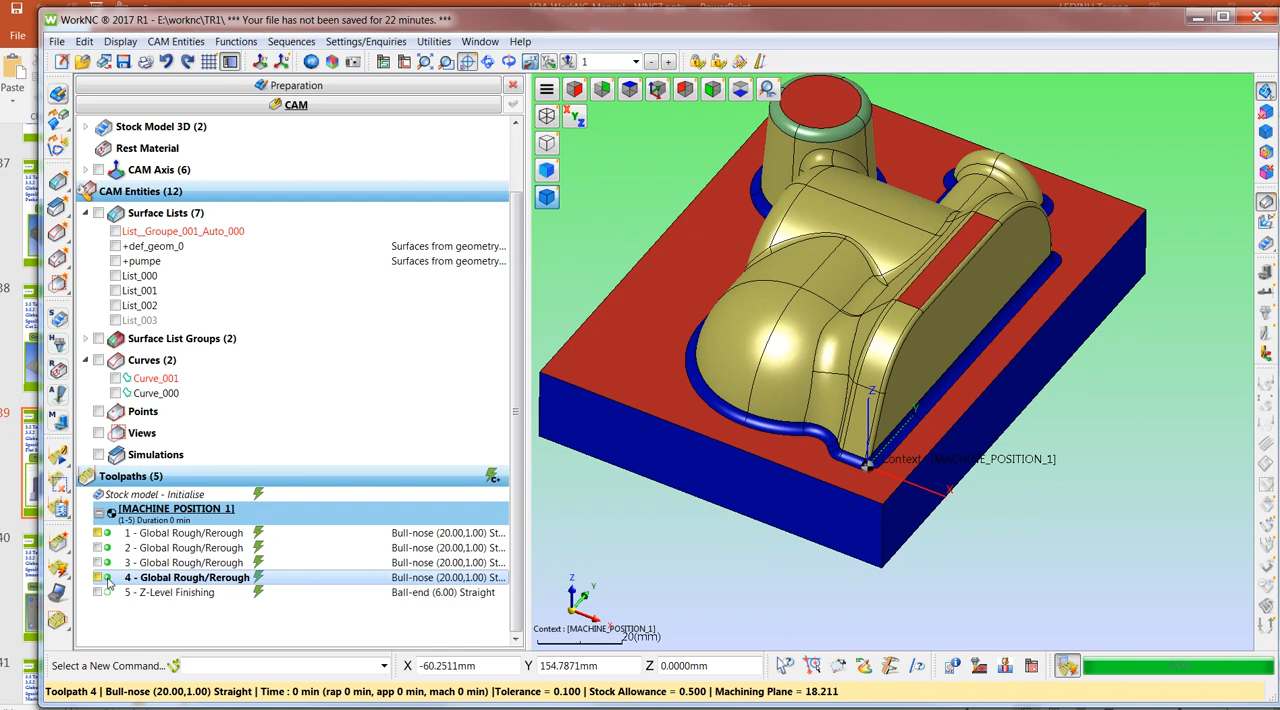 WorkNC ® 2017 R1 - E:\worknc\TR1\ *** Your file has not been saved for 22 minutes. ***
File
Paste
37
38
39
40
41
File Edit Display CAM Entities Functions Sequences Settings/Enquiries Utilities Window Help
1
Preparation
CAM
Stock Model 3D (2)
Rest Material
CAM Axis (6)
CAM Entities (12)
Surface Lists (7)
List__Groupe_001_Auto_000
+def_geom_0 Surfaces from geometry...
+pumpe Surfaces from geometry...
List_000
List_001
List_002
List_003
Surface List Groups (2)
Curves (2)
Curve_001
Curve_000
Points
Views
Simulations
Toolpaths (5)
Stock model - Initialise
[MACHINE_POSITION_1]
(1-5) Duration 0 min
1 - Global Rough/Rerough Bull-nose (20.00,1.00) St...
2 - Global Rough/Rerough Bull-nose (20.00,1.00) St...
3 - Global Rough/Rerough Bull-nose (20.00,1.00) St...
4 - Global Rough/Rerough Bull-nose (20.00,1.00) St...
5 - Z-Level Finishing Ball-end (6.00) Straight
Z
Context : [MACHINE_POSITION_1]
X
Z
Y
Context : [MACHINE_POSITION_1]
20(mm)
Select a New Command... X -60.2511mm Y 154.7871mm Z 0.0000mm
Toolpath 4 | Bull-nose (20.00,1.00) Straight | Time : 0 min (rap 0 min, app 0 min, mach 0 min) |Tolerance = 0.100 | Stock Allowance = 0.500 | Machining Plane = 18.211